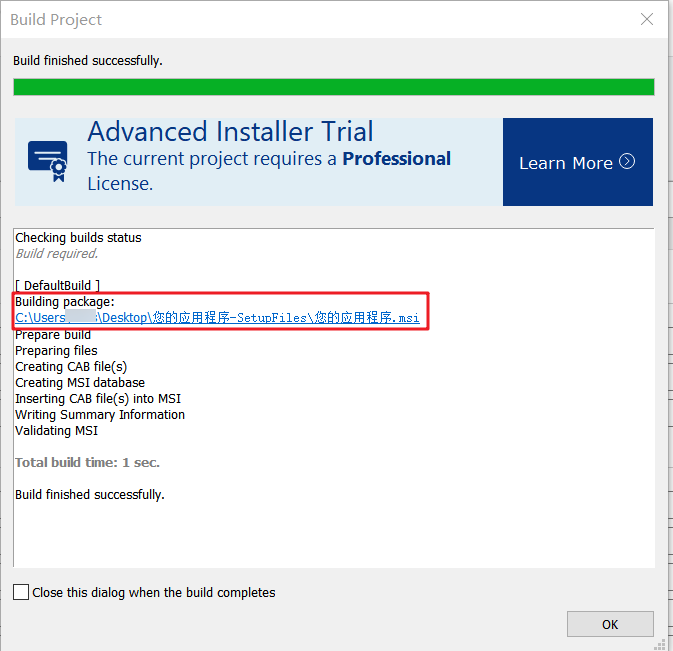 Build Project
Build finished successfully.
Advanced Installer Trial
The current project requires a Professional
License.
Learn More
Checking builds status
Build required.
[ DefaultBuild ]
Building package:
C:\Users\Desktop\您的应用程序-SetupFiles\您的应用程序.msi
Prepare build
Preparing files
Creating CAB file(s)
Creating MSI database
Inserting CAB file(s) into MSI
Writing Summary Information
Validating MSI
Total build time: 1 sec.
Build finished successfully.
Close this dialog when the build completes
OK